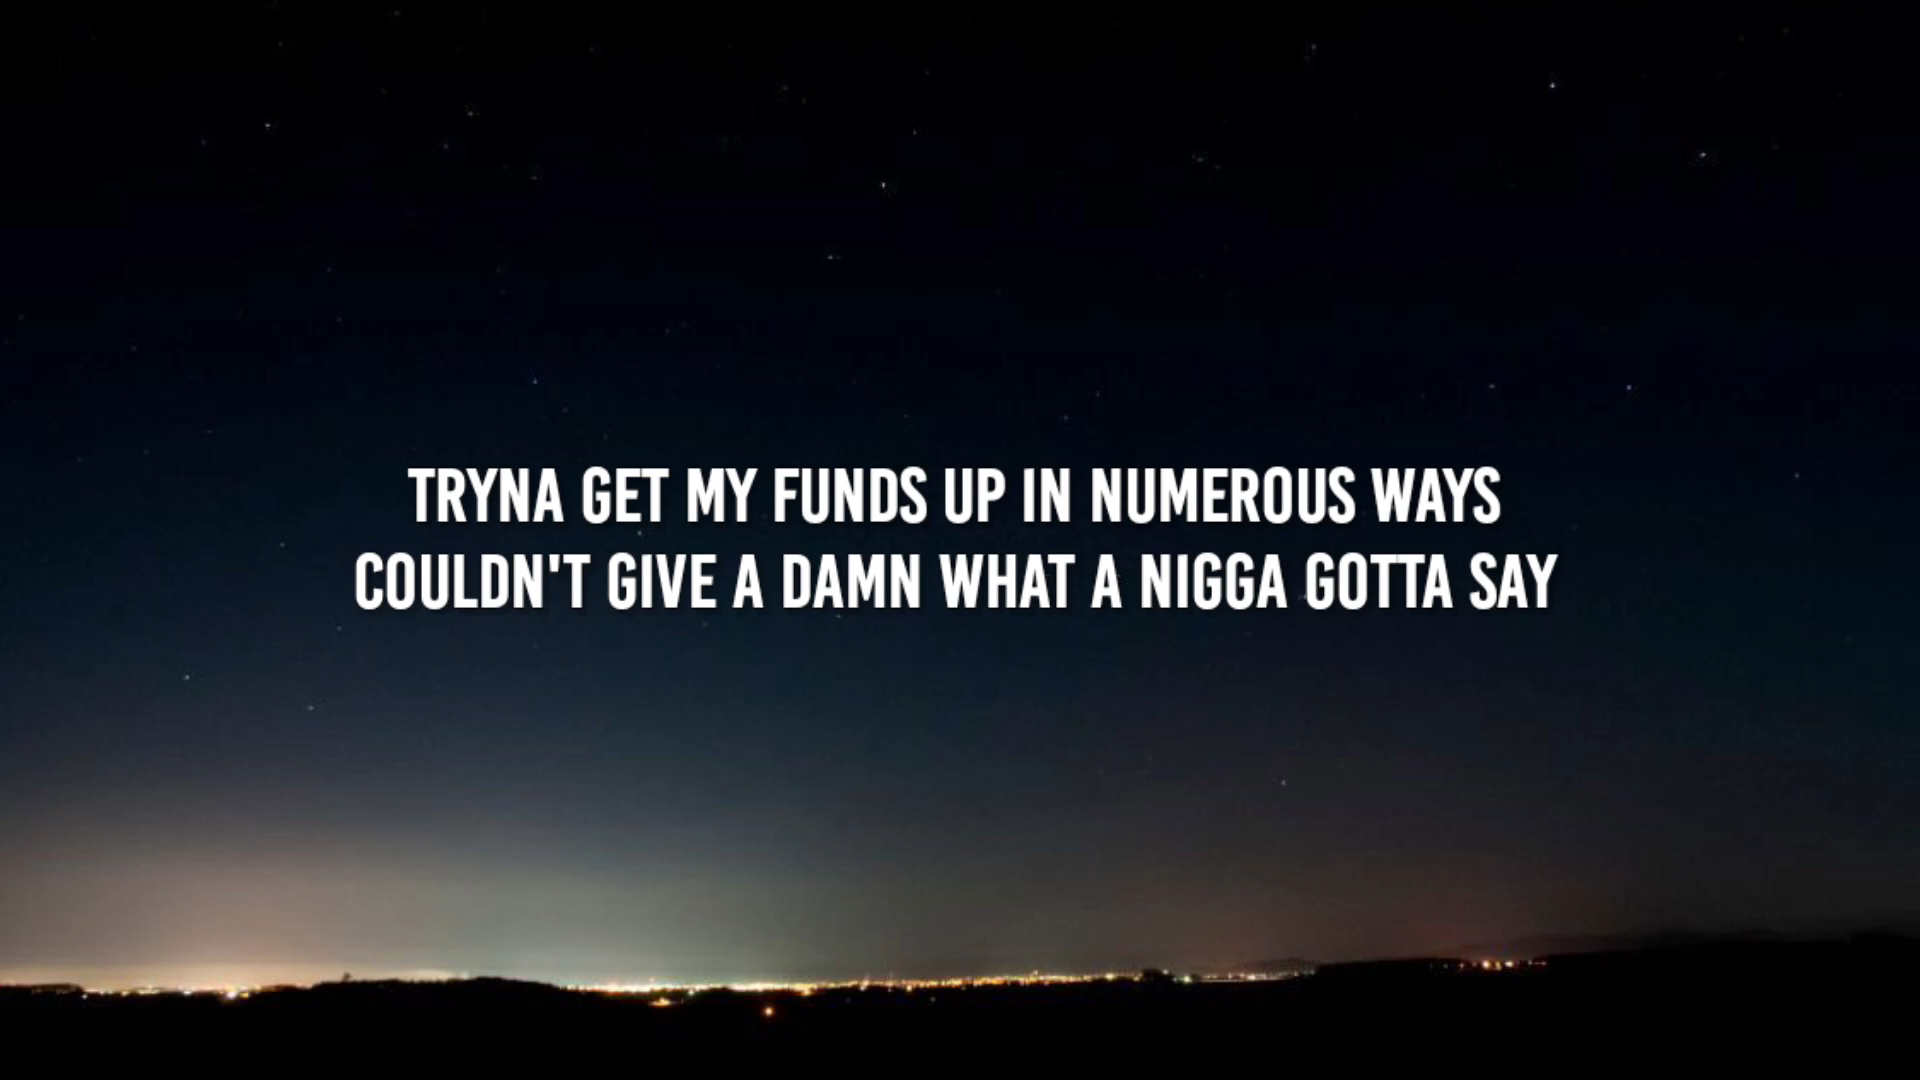 TRYNA GET MY FUNDS UP IN NUMEROUS WAYS
COULDN'T GIVE A DAMN WHAT A NIGGA GOTTA SAY